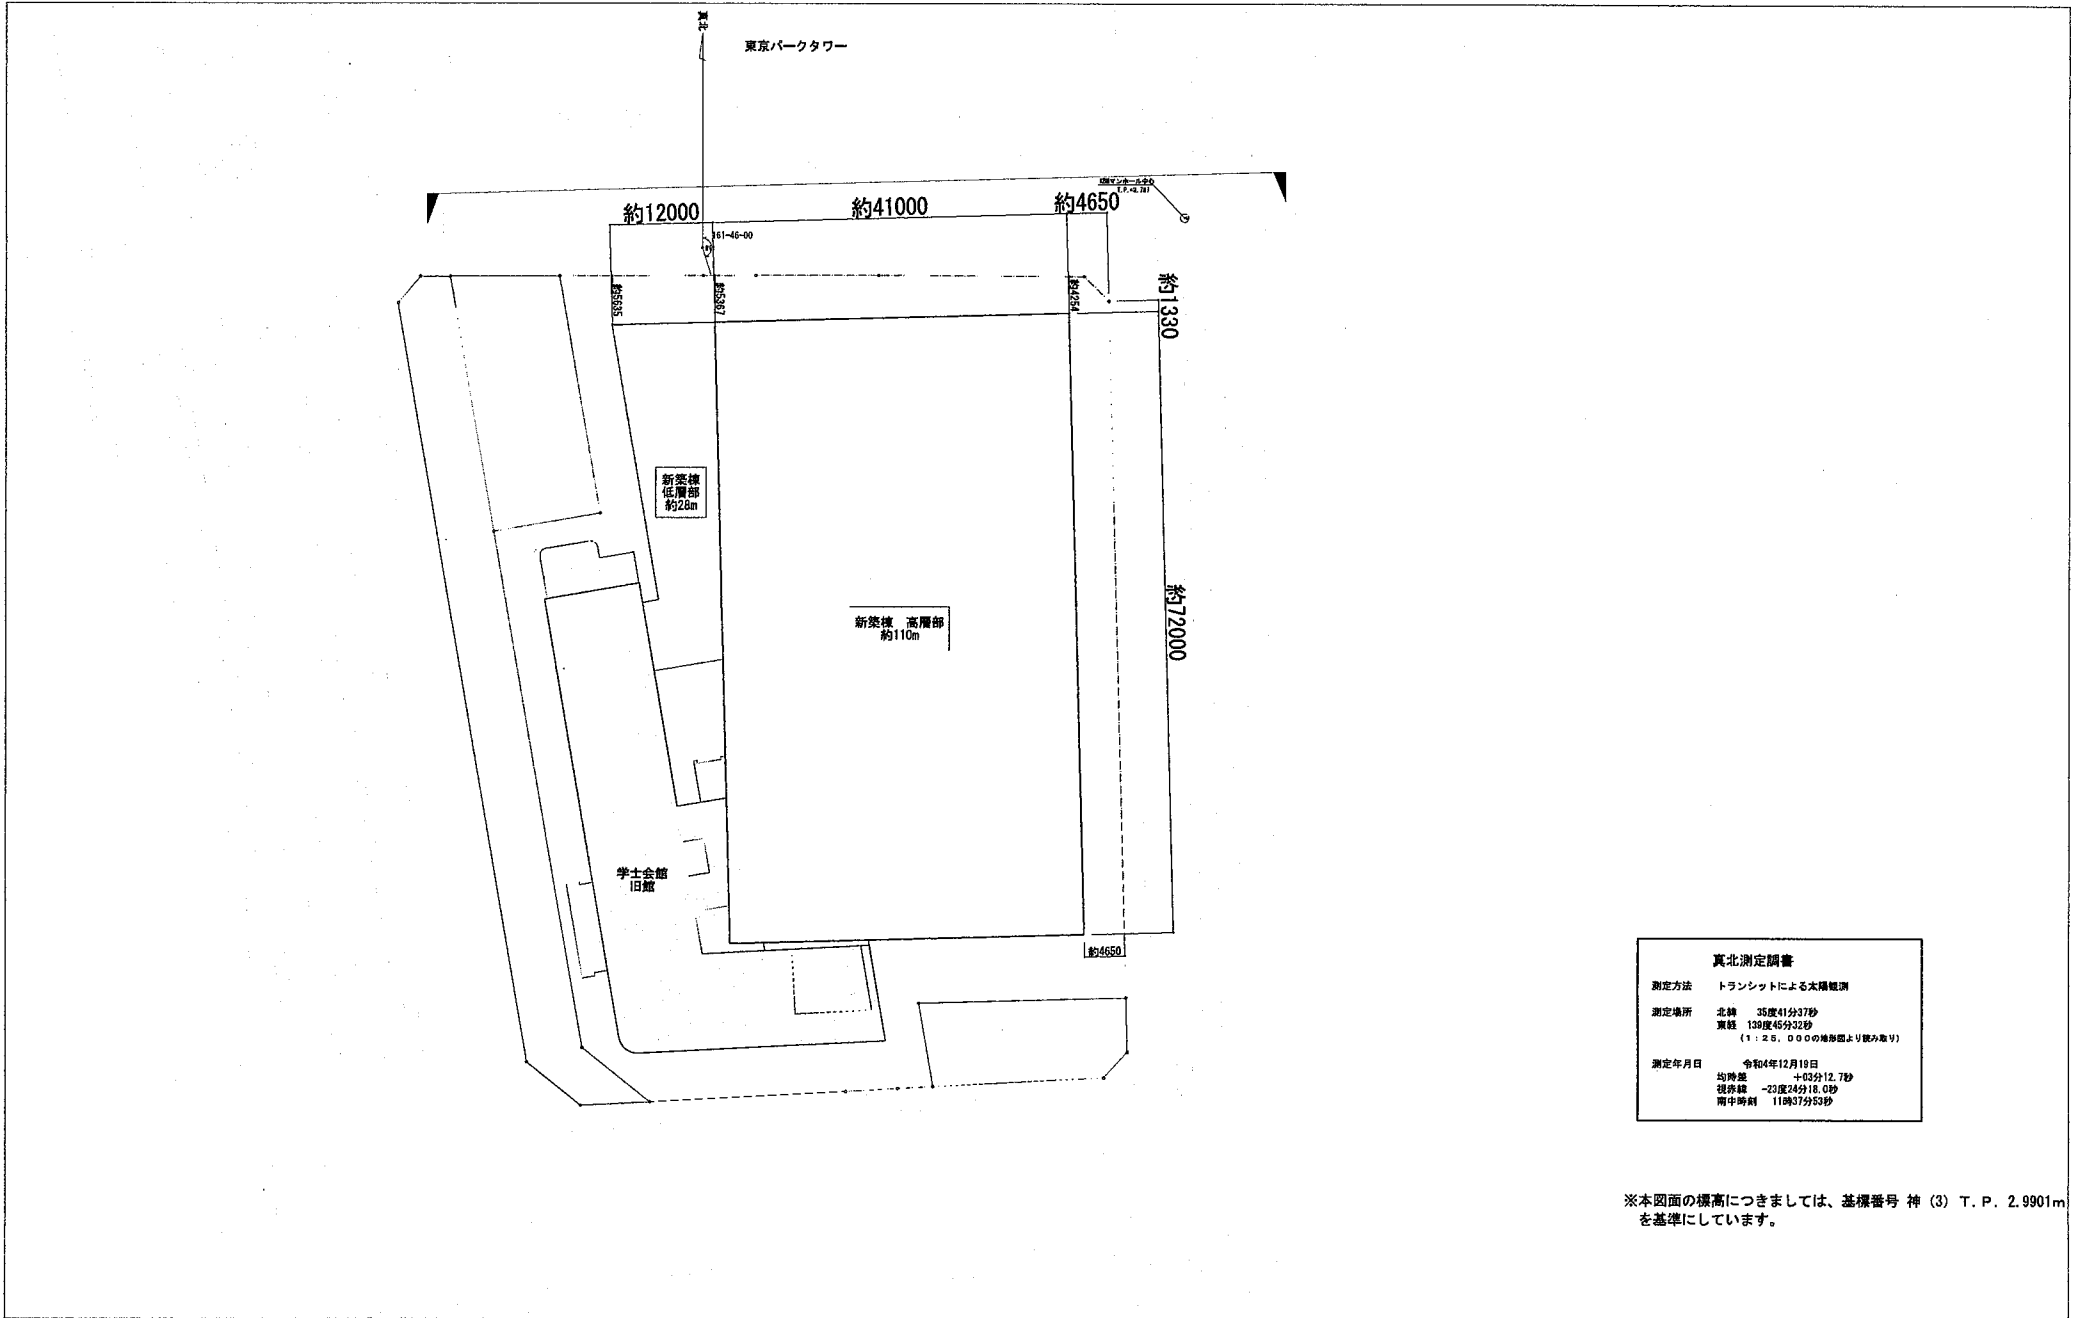 真北
東京パークタワー
T.P.+3.781
約12000
約41000
約4650
161-46-00
約5635
約5367
約4254
約1330
新築棟
低層部
約28m
新築棟 高層部
約110m
約72000
学士会館
旧館
約4650
真北測定調書
測定方法 トランシットによる太陽観測
測定場所 北緯 35度41分37秒
東経 139度45分32秒
(1:25,000の地形図より読み取り)
測定年月日 令和4年12月19日
均時差 +03分12.7秒
視赤緯 -23度24分18.0秒
南中時刻 11時37分53秒
※本図面の標高につきましては、基標番号 神(3) T.P. 2.9901m
を基準にしています。